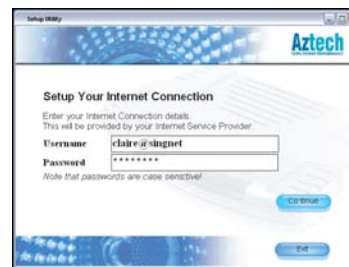 Setup Utility
Aztech
Setup Your Internet Connection
Enter your Internet Connection details.
This will be provided by your Internet Service Provider.
Username claire@singnet
Password ********
Note that passwords are case sensitive!
Continue
Exit